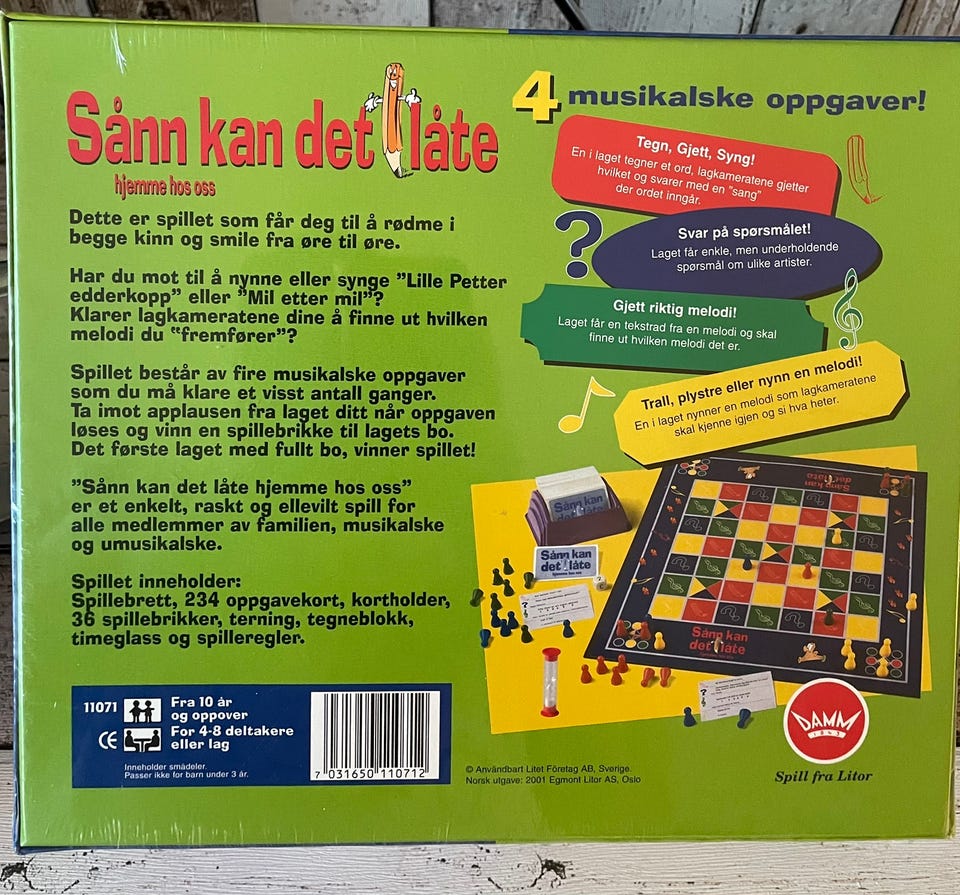 Sånn kan det låte
hjemme hos oss
Dette er spillet som får deg til å rødme i
begge kinn og smile fra øre til øre.
Har du mot til å nynne eller synge ”Lille Petter
edderkopp” eller ”Mil etter mil”?
Klarer lagkameratene dine å finne ut hvilken
melodi du “fremfører”?
Spillet består av fire musikalske oppgaver
som du må klare et visst antall ganger.
Ta imot applausen fra laget ditt når oppgaven
løses og vinn en spillebrikke til lagets bo.
Det første laget med fullt bo, vinner spillet!
”Sånn kan det låte hjemme hos oss”
er et enkelt, raskt og ellevilt spill for
alle medlemmer av familien, musikalske
og umusikalske.
Spillet inneholder:
Spillebrett, 234 oppgavekort, kortholder,
36 spillebrikker, terning, tegneblokk,
timeglass og spilleregler.
4 musikalske oppgaver!
Tegn, Gjett, Syng!
En i laget tegner et ord, lagkameratene gjetter
hvilket og svarer med en "sang"
der ordet inngår.
?
Svar på spørsmålet!
Laget får enkle, men underholdende
spørsmål om ulike artister.
Gjett riktig melodi!
Laget får en tekstrad fra en melodi og skal
finne ut hvilken melodi det er.
Trall, plystre eller nynn en melodi!
En i laget nynner en melodi som lagkameratene
skal kjenne igjen og si hva heter.
Sånn kan
det låte
Sånn kan
det låte
Sånn kan
det låte
hjemme hos oss
Sånn kan
det låte
11071
CE
Fra 10 år
og oppover
For 4-8 deltakere
eller lag
Inneholder smådeler.
Passer ikke for barn under 3 år.
7 031650 110712
© Användbart Litet Företag AB, Sverige.
Norsk utgave: 2001 Egmont Litor AS, Oslo
DAMM
1843
Spill fra Litor